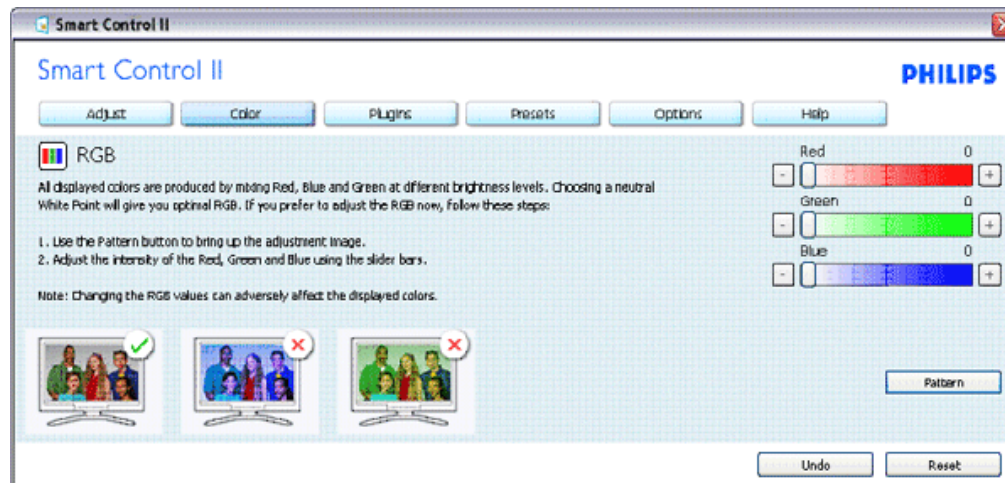 Smart Control II
Smart Control II
PHILIPS
Adjust Color Plugins Presets Options Help
RGB
All displayed colors are produced by mixing Red, Blue and Green at different brightness levels. Choosing a neutral
White Point will give you optimal RGB. If you prefer to adjust the RGB now, follow these steps:
1. Use the Pattern button to bring up the adjustment image.
2. Adjust the intensity of the Red, Green and Blue using the slider bars.
Note: Changing the RGB values can adversely affect the displayed colors.
Red 0
- +
Green 0
- +
Blue 0
- +
Pattern
Undo Reset